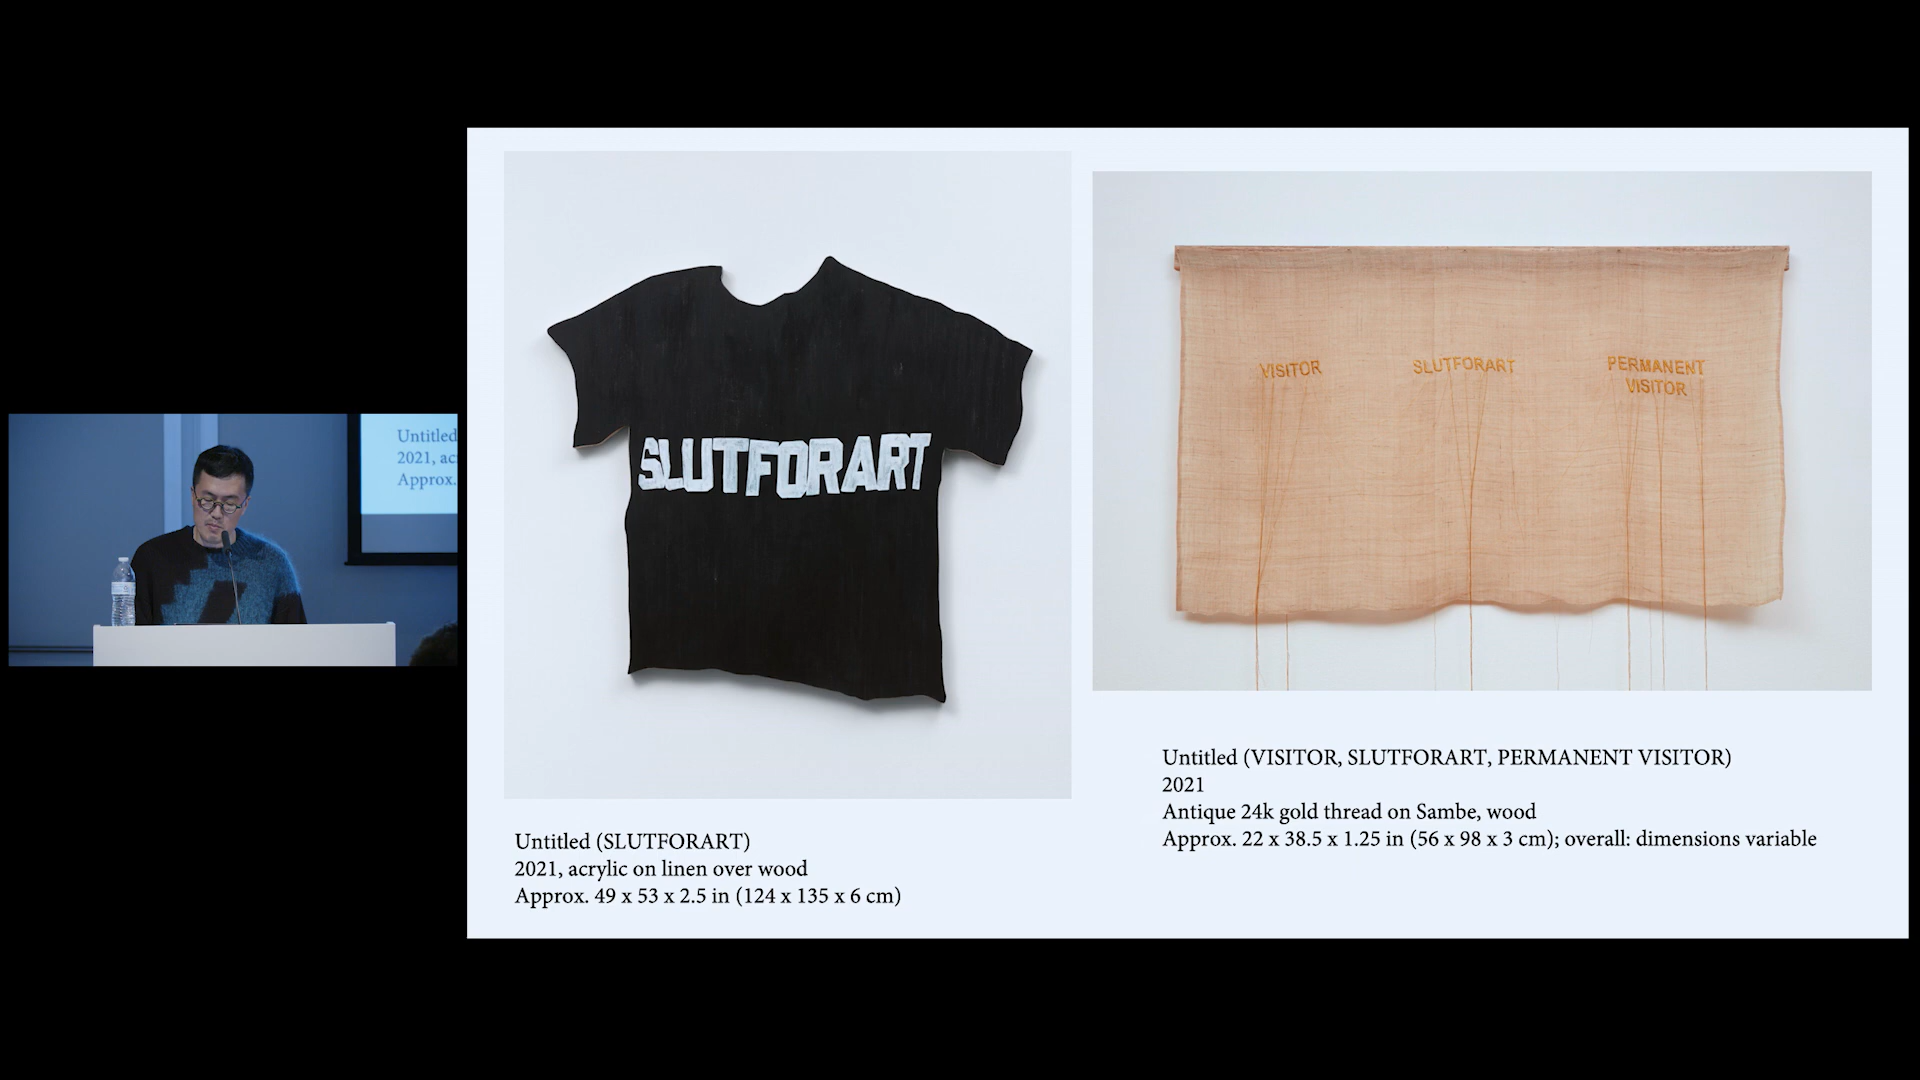 Untitled
2021, ac
Approx.
SLUTFORART
Untitled (SLUTFORART)
2021, acrylic on linen over wood
Approx. 49 x 53 x 2.5 in (124 x 135 x 6 cm)
VISITOR
SLUTFORART
PERMANENT
VISITOR
Untitled (VISITOR, SLUTFORART, PERMANENT VISITOR)
2021
Antique 24k gold thread on Sambe, wood
Approx. 22 x 38.5 x 1.25 in (56 x 98 x 3 cm); overall: dimensions variable